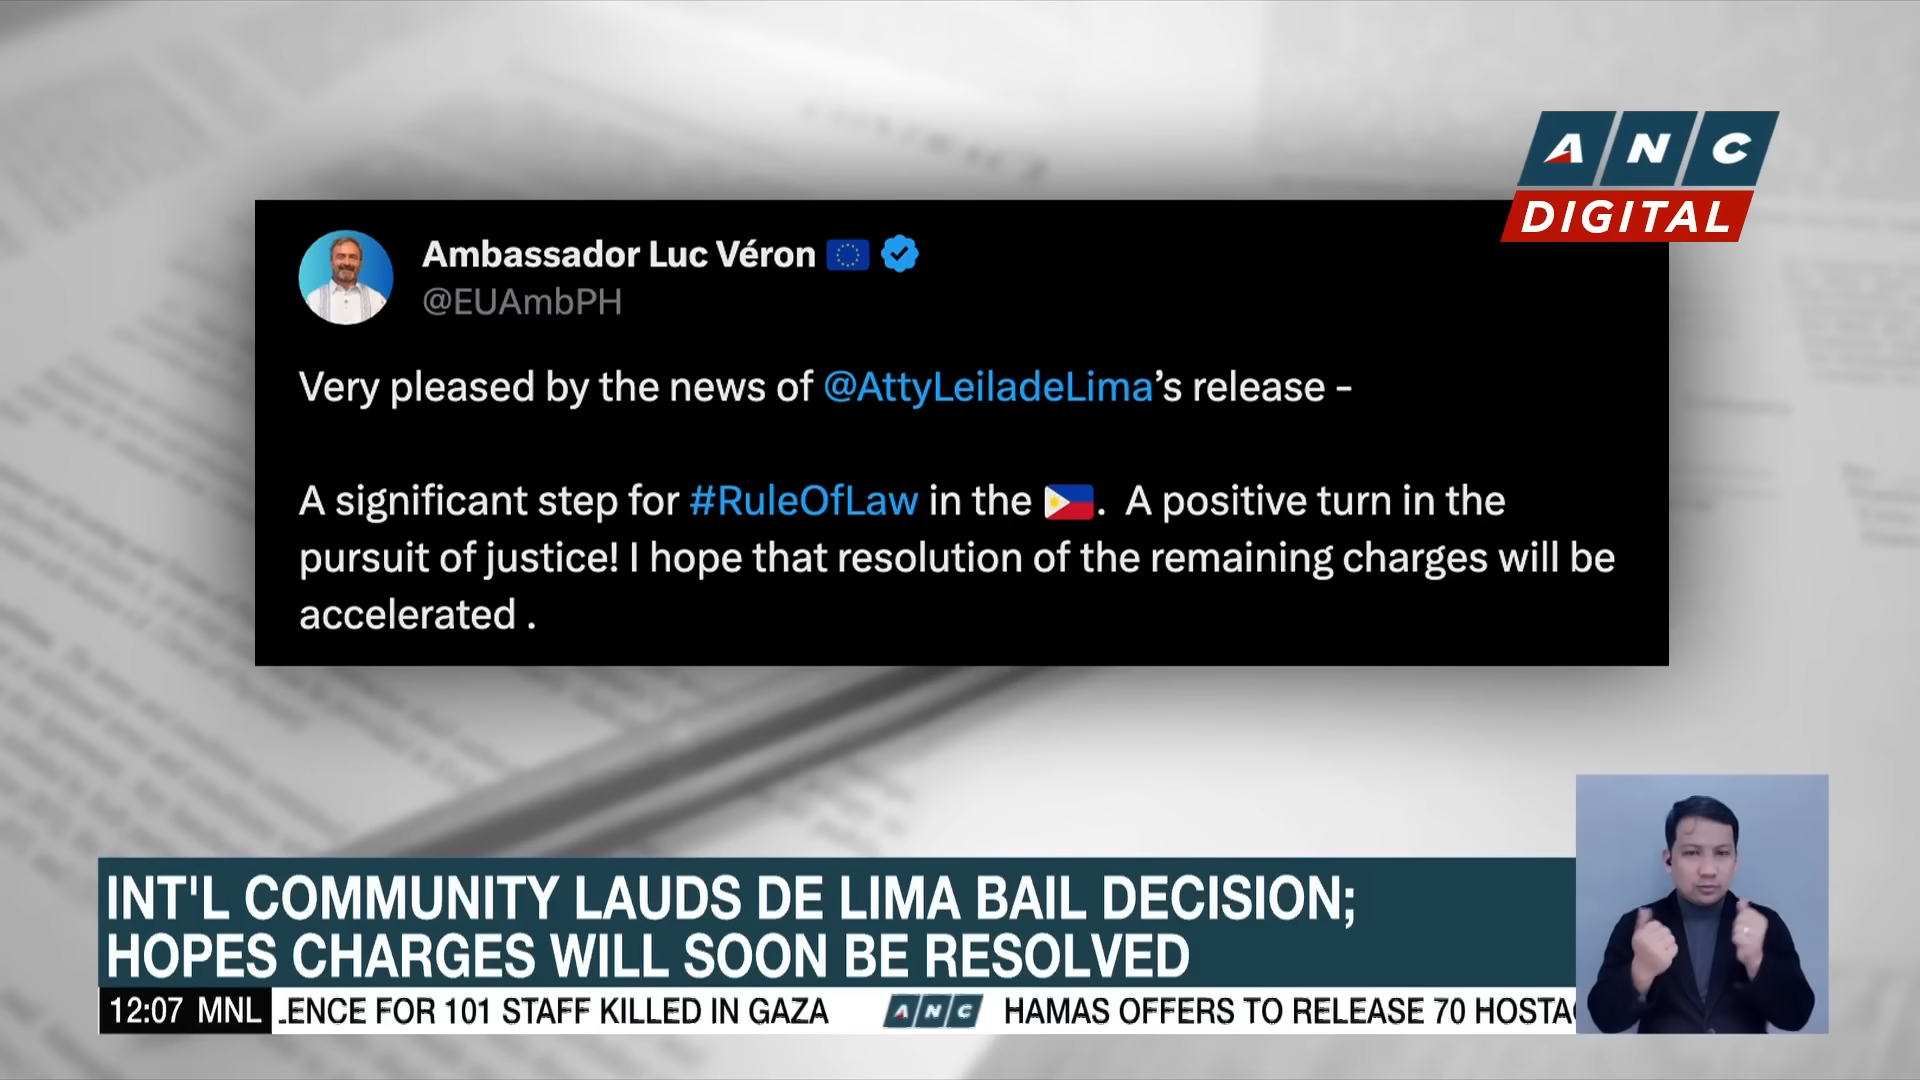 ANC
DIGITAL
Ambassador Luc Véron
@EUAmbPH
Very pleased by the news of @AttyLeiladeLima’s release –
A significant step for #RuleOfLaw in the 🇵🇭. A positive turn in the
pursuit of justice! I hope that resolution of the remaining charges will be
accelerated .
INT'L COMMUNITY LAUDS DE LIMA BAIL DECISION;
HOPES CHARGES WILL SOON BE RESOLVED
12:07 MNL FOR 101 STAFF KILLED IN GAZA ANC HAMAS OFFERS TO RELEASE 70